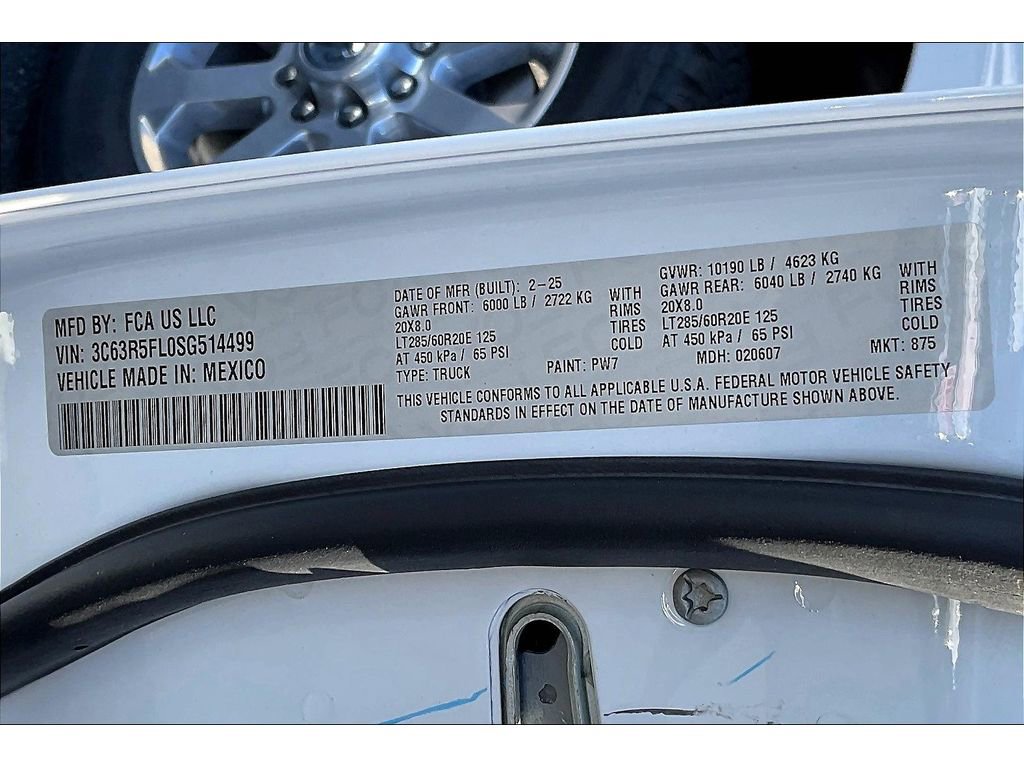 MFD BY: FCA US LLC
VIN: 3C63R5FL0SG514499
VEHICLE MADE IN: MEXICO
DATE OF MFR (BUILT): 2-25
GAWR FRONT: 6000 LB / 2722 KG WITH
20X8.0 RIMS
LT285/60R20E 125 TIRES
AT 450 kPa / 65 PSI COLD
TYPE: TRUCK PAINT: PW7
GVWR: 10190 LB / 4623 KG
GAWR REAR: 6040 LB / 2740 KG WITH
20X8.0 RIMS
LT285/60R20E 125 TIRES
AT 450 kPa / 65 PSI COLD
MDH: 020607 MKT: 875
THIS VEHICLE CONFORMS TO ALL APPLICABLE U.S.A. FEDERAL MOTOR VEHICLE SAFETY
STANDARDS IN EFFECT ON THE DATE OF MANUFACTURE SHOWN ABOVE.